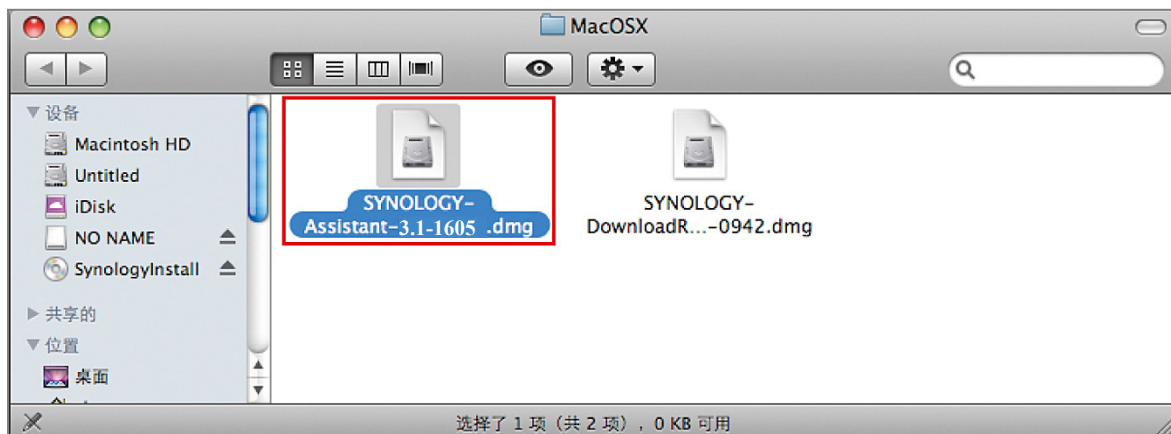 MacOSX
设备
Macintosh HD
Untitled
iDisk
NO NAME
SynologyInstall
共享的
位置
桌面
SYNOLOGY-
Assistant-3.1-1605 .dmg
SYNOLOGY-
DownloadR...-0942.dmg
选择了 1 项（共 2 项），0 KB 可用